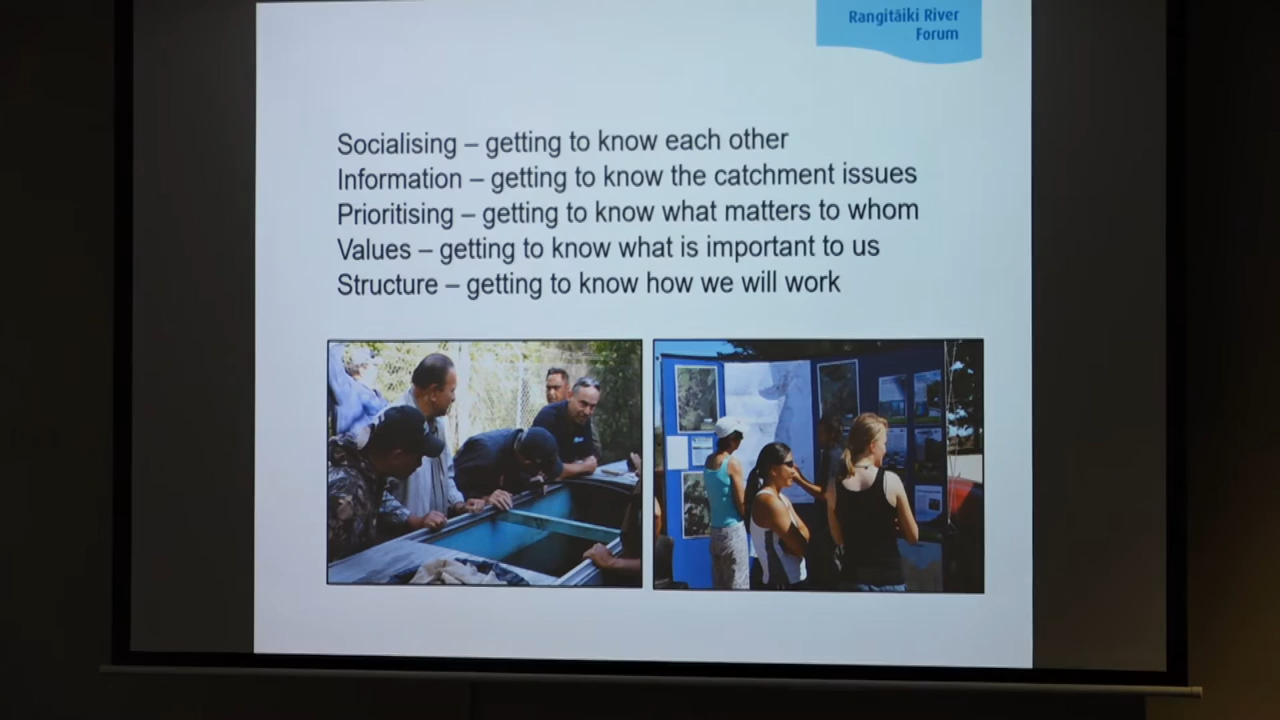 Rangitāiki River
Forum
Socialising – getting to know each other
Information – getting to know the catchment issues
Prioritising – getting to know what matters to whom
Values – getting to know what is important to us
Structure – getting to know how we will work